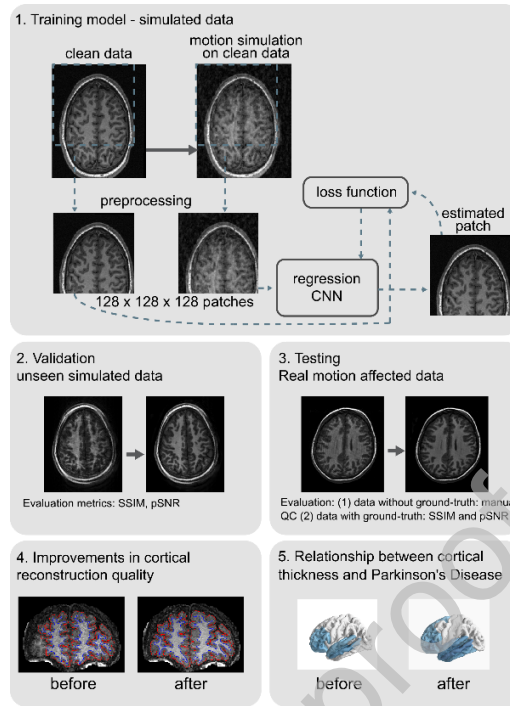 1. Training model - simulated data
clean data
motion simulation
on clean data
preprocessing
128 x 128 x 128 patches
loss function
regression
CNN
estimated
patch
2. Validation
unseen simulated data
Evaluation metrics: SSIM, pSNR
3. Testing
Real motion affected data
Evaluation: (1) data without ground-truth: manua
QC (2) data with ground-truth: SSIM and pSNR
4. Improvements in cortical
reconstruction quality
before
after
5. Relationship between cortical
thickness and Parkinson's Disease
before
after
proof